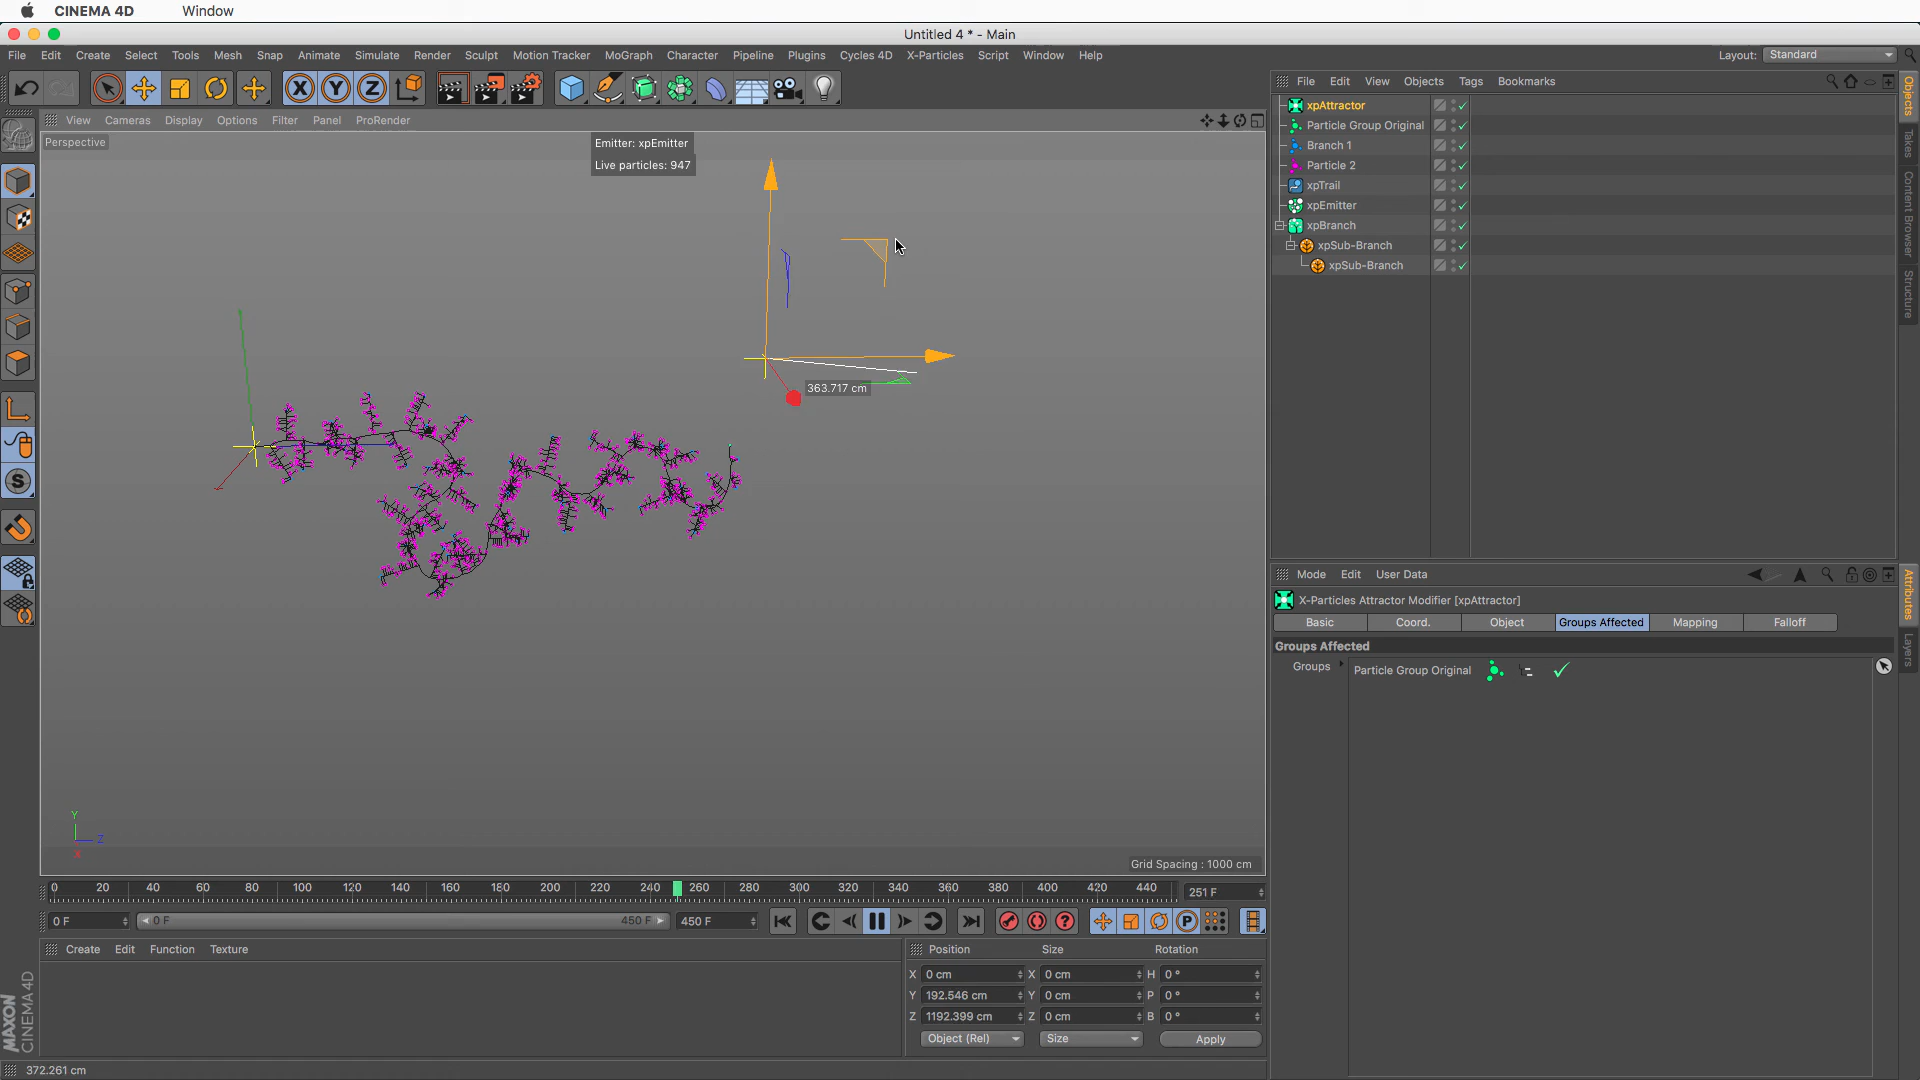 CINEMA 4D Window
Untitled 4 * - Main
File Edit Create Select Tools Mesh Snap Animate Simulate Render Sculpt Motion Tracker MoGraph Character Pipeline Plugins Cycles 4D X-Particles Script Window Help Layout: Standard
X Y Z
File Edit View Objects Tags Bookmarks
View Cameras Display Options Filter Panel ProRender
Perspective
Emitter: xpEmitter
Live particles: 947
363.717 cm
Y
Z
X
Grid Spacing : 1000 cm
S
xpAttractor
Particle Group Original
Branch 1
Particle 2
xpTrail
xpEmitter
xpBranch
xpSub-Branch
xpSub-Branch
Objects
Takes
Content Browser
Structure
Mode Edit User Data
X-Particles Attractor Modifier [xpAttractor]
Basic Coord. Object Groups Affected Mapping Falloff
Groups Affected
Groups Particle Group Original
Attributes
Layers
0 20 40 60 80 100 120 140 160 180 200 220 240 260 280 300 320 340 360 380 400 420 440 251 F
0 F 0 F 450 F 450 F
? P
Create Edit Function Texture
Position Size Rotation
X 0 cm X 0 cm H 0 °
Y 192.546 cm Y 0 cm P 0 °
Z 1192.399 cm Z 0 cm B 0 °
Object (Rel) Size Apply
MAXON
CINEMA 4D
372.261 cm